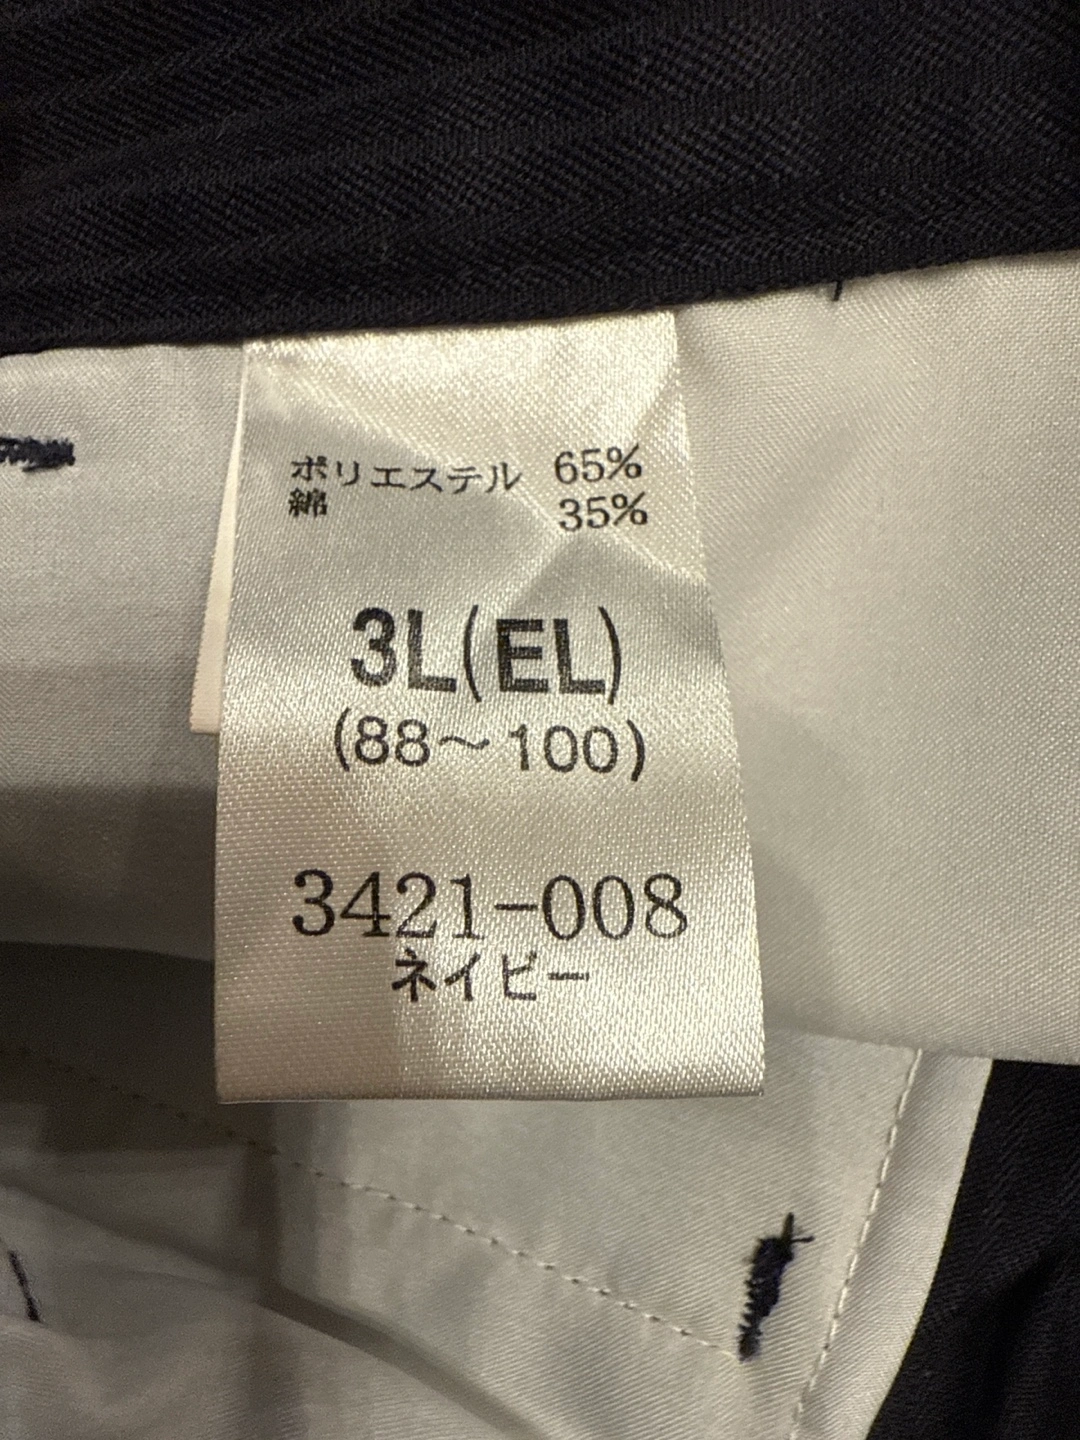 ポリエステル 65%
綿 35%
3L(EL)
(88〜100)
3421-008
ネイビー